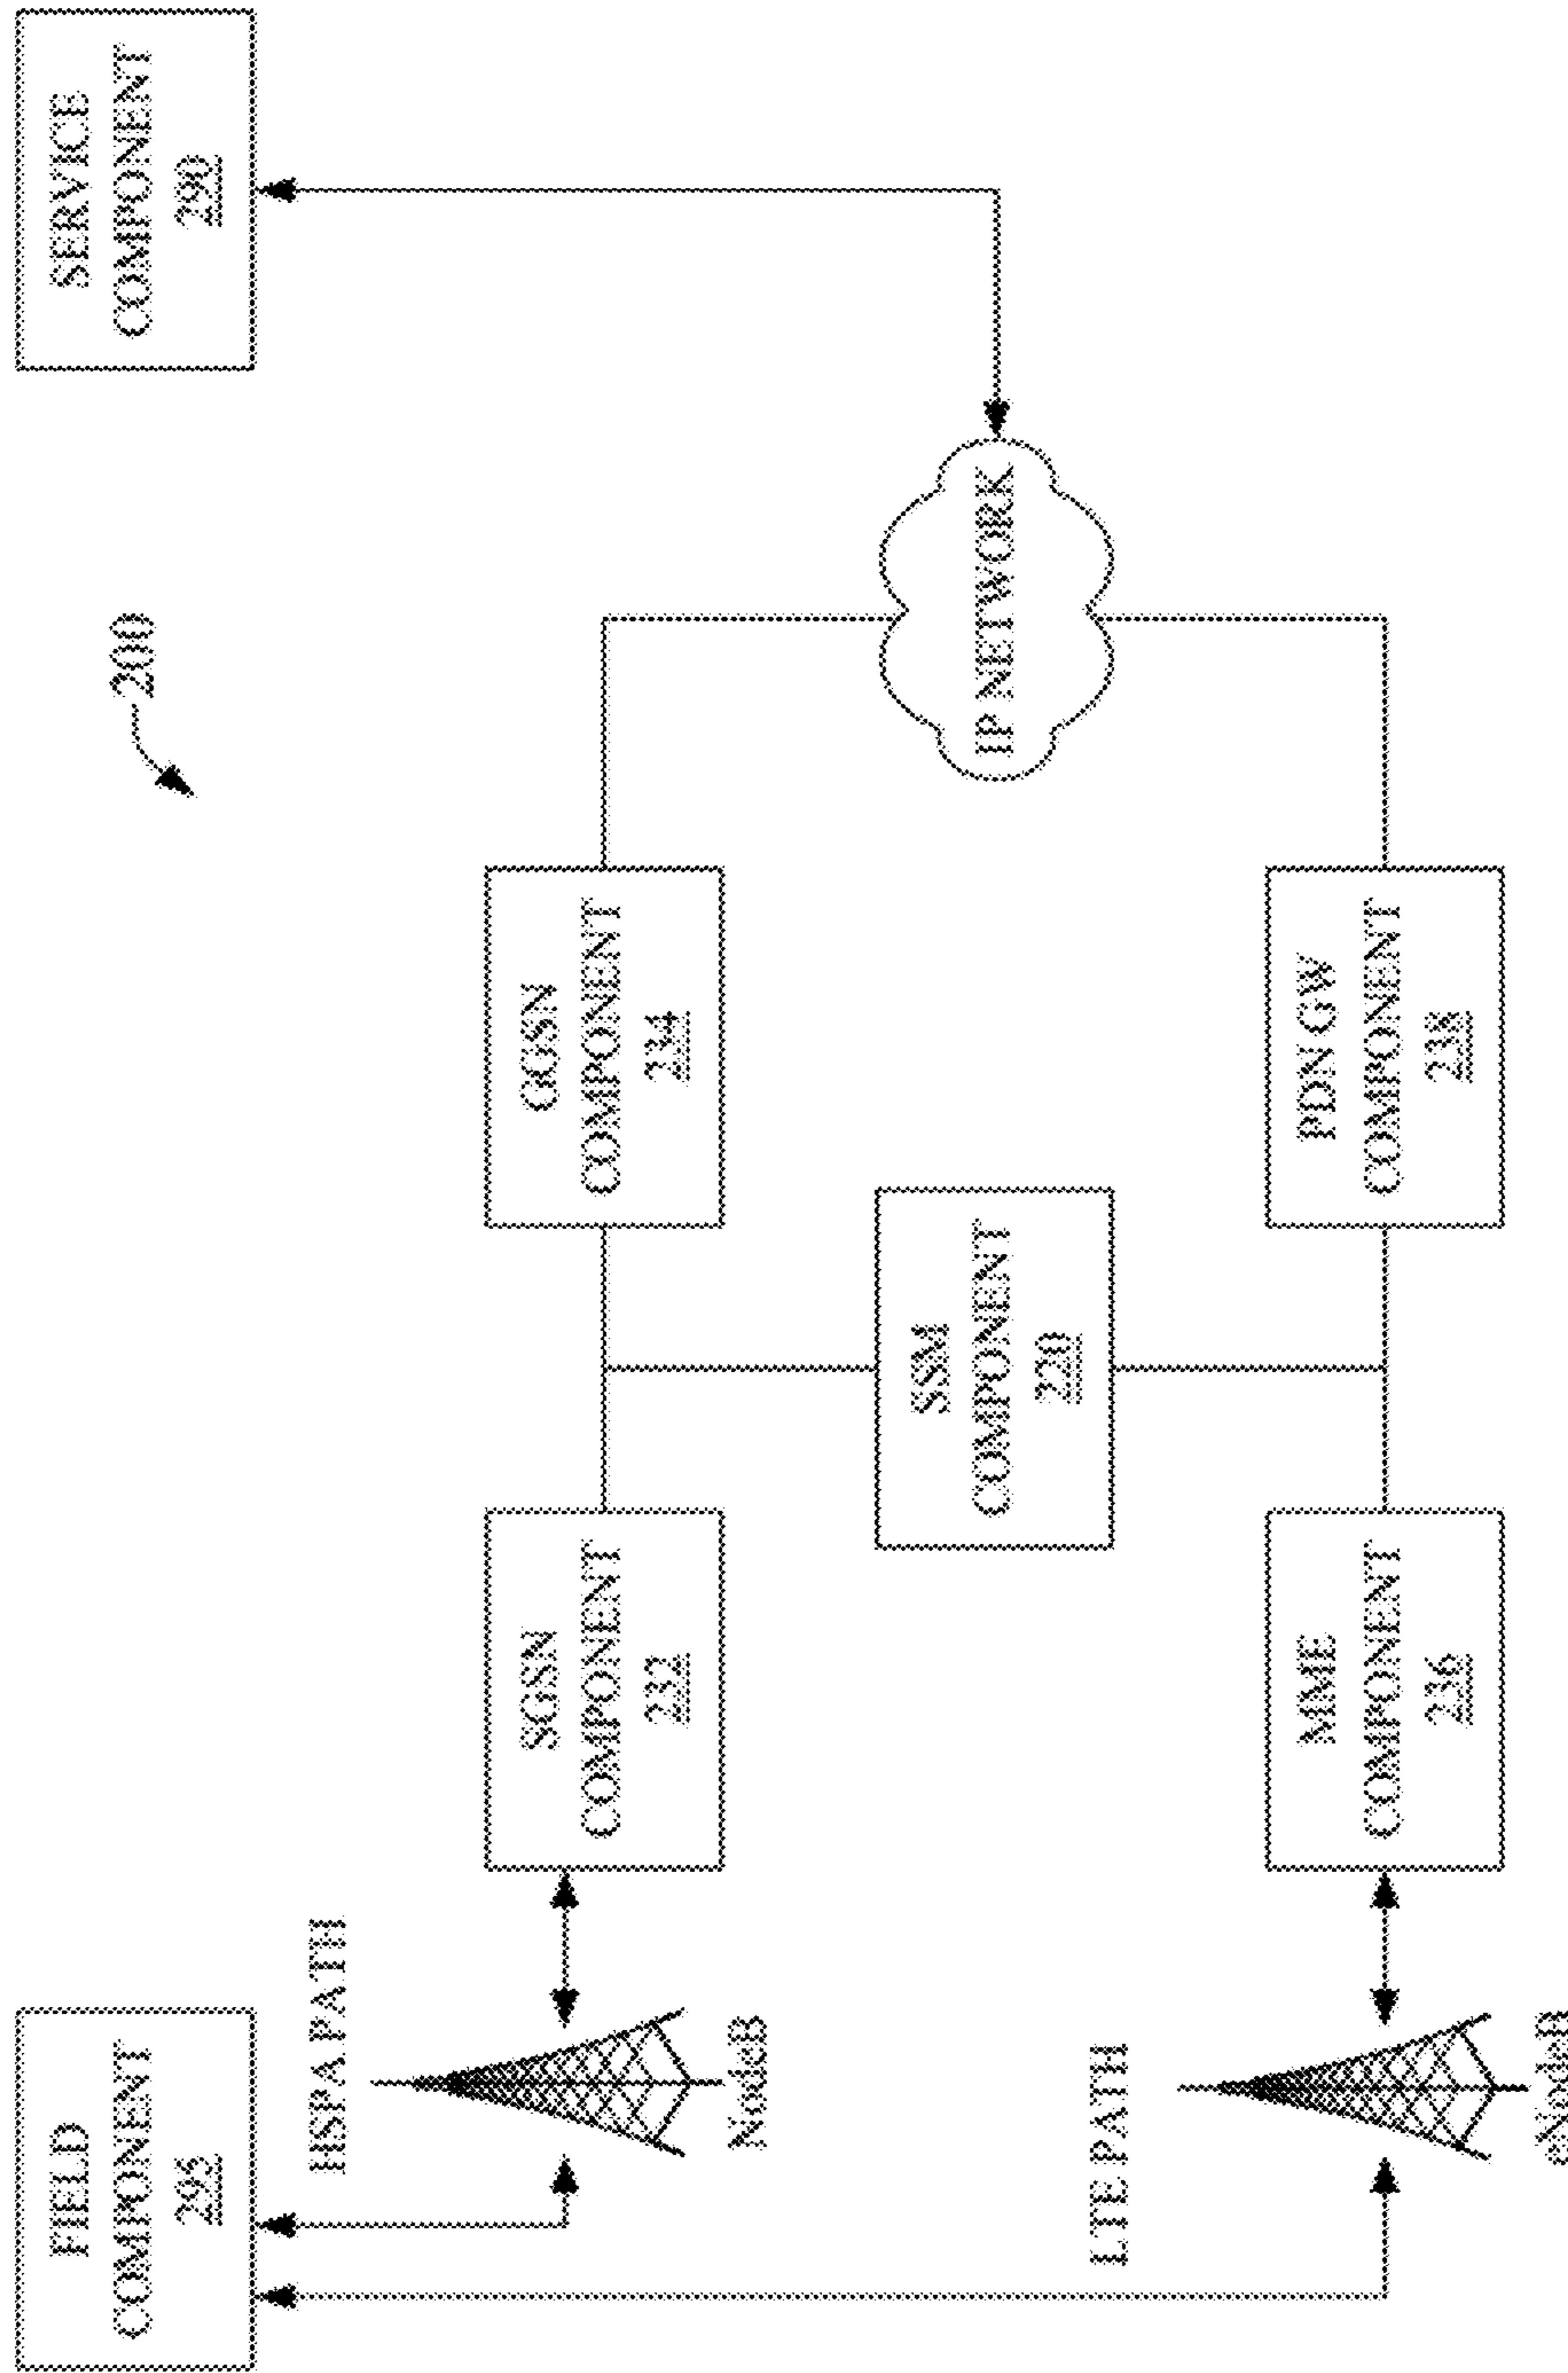 200
FIELD
COMPONENT
295
SERVICE
COMPONENT
290
HSPA PATH
NodeB
SGSN
COMPONENT
232
GGSN
COMPONENT
234
SSM
COMPONENT
220
IP NETWORK
LTE PATH
eNodeB
MME
COMPONENT
236
PDN GW
COMPONENT
238